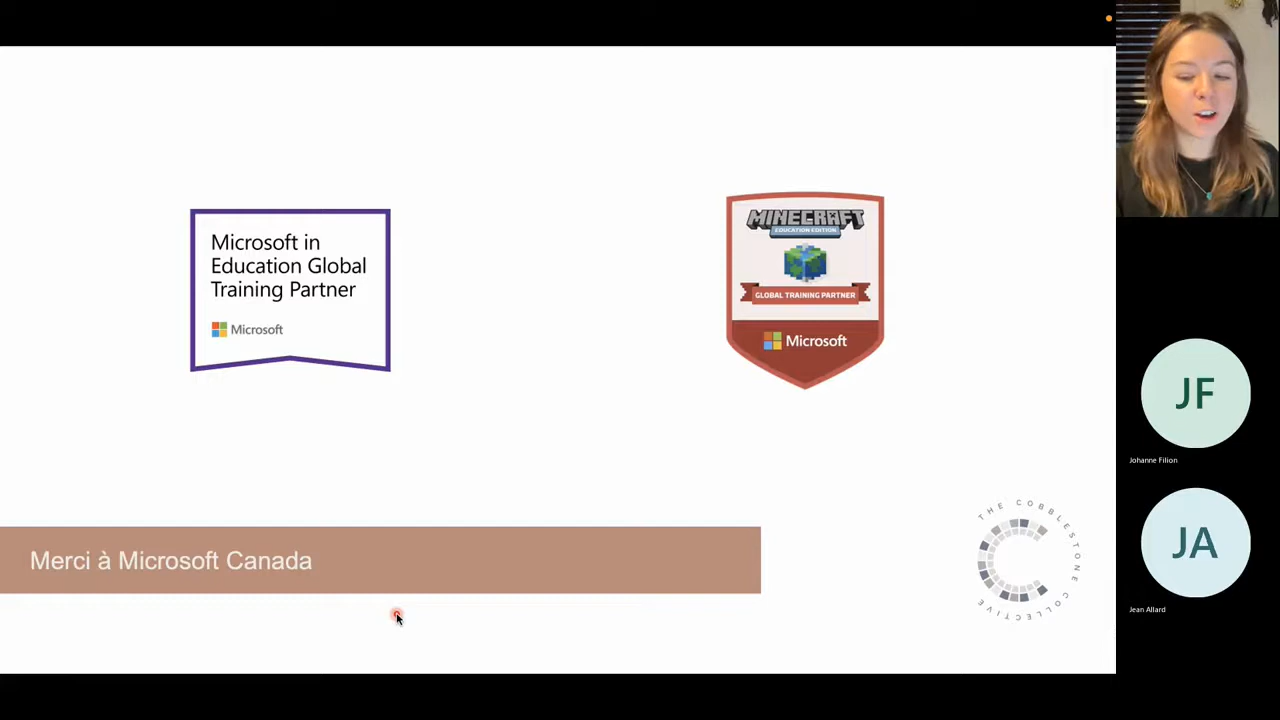 Microsoft in
Education Global
Training Partner
Microsoft
MINECRAFT
EDUCATION EDITION
GLOBAL TRAINING PARTNER
Microsoft
Merci à Microsoft Canada
THE COBBLESTONE COLLECTIVE
JF
Johanne Filion
JA
Jean Allard